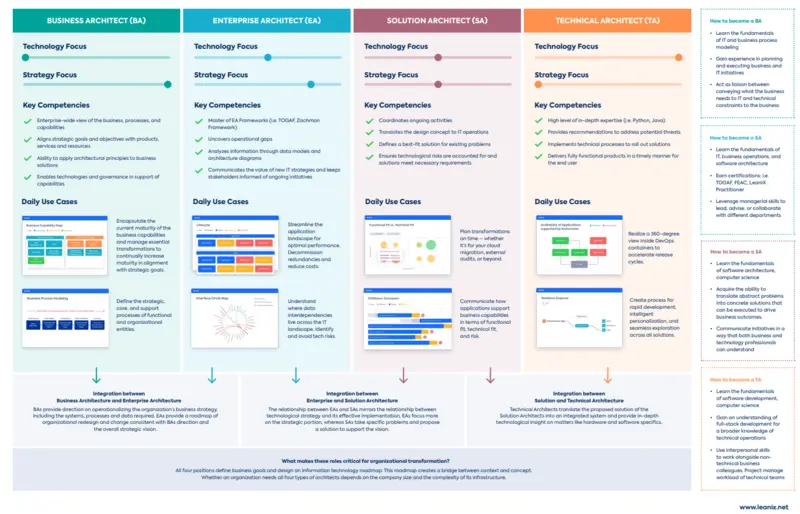 BUSINESS ARCHITECT (BA)
Technology Focus
Strategy Focus
Key Competencies
Enterprise-wide view of the business, processes, and
capabilities
Aligns strategic goals and objectives with products,
services and resources
Ability to apply architectural principles to business
solutions
Enables technologies and governance in support of
capabilities
Daily Use Cases
Business Capability Map
Encapsulate the
current maturity of the
business capabilities
and manage essential
transformations to
continually increase
maturity in alignment
with strategic goals.
Business Process Modeling
Define the strategic,
core, and support
processes of functional
and organizational
entities.
ENTERPRISE ARCHITECT (EA)
Technology Focus
Strategy Focus
Key Competencies
Master of EA Frameworks (i.e. TOGAF, Zachman
Framework)
Uncovers operational gaps
Analyzes information through data models and
architecture diagrams
Communicates the value of new IT strategies and keeps
stakeholders informed of ongoing initiatives
Daily Use Cases
Lifecycle
Streamline the
application
landscape for
optimal performance.
Decommission
redundancies and
reduce costs.
Interface Circle Map
Understand
where data
interdependencies
live across the IT
landscape. Identify
and avoid tech risks.
SOLUTION ARCHITECT (SA)
Technology Focus
Strategy Focus
Key Competencies
Coordinates ongoing activities
Translates the design concept to IT operations
Defines a best-fit solution for existing problems
Ensures technological risks are accounted for and
solutions meet necessary requirements
Daily Use Cases
Functional Fit vs. Technical Fit
Plan transformations
on time – whether
it's for your cloud
migration, external
audits, or beyond.
Communicate how
applications support
business capabilities
in terms of functional
fit, technical fit,
and risk.
TECHNICAL ARCHITECT (TA)
Technology Focus
Strategy Focus
Key Competencies
High level of in-depth expertise (i.e. Python, Java)
Provides recommendations to address potential threats
Implements technical processes to roll out solutions
Delivers fully functional products in a timely manner for
the end user
Daily Use Cases
Availability of Applications
supported by Kubernetes
Realize a 360-degree
view inside DevOps
containers to
accelerate release
cycles.
Create process for
rapid development,
intelligent
personalization, and
seamless exploration
across all solutions.
How to become a BA
Learn the fundamentals
of IT and business process
modeling
Gain experience in planning
and executing business and
IT initiatives
Act as liaison between
conveying what the business
needs to IT and technical
constraints to the business
How to become a EA
Learn the fundamentals of
IT, business operations, and
software architecture
Earn certifications: i.e.
TOGAF, FEAC, LeanIX
Practitioner
Leverage managerial skills to
lead, advise, or collaborate
with different departments
How to become a SA
Learn the fundamentals
of software architecture,
computer science
Acquire the ability to
translate abstract problems
into concrete solutions that
can be executed to drive
business outcomes.
Communicate initiatives in a
way that both business and
technology professionals
can understand
How to become a TA
Learn the fundamentals
of software development,
computer science
Gain an understanding of
full-stack development for
a broader knowledge of
technical operations
Use interpersonal skills
to work alongside non-
technical business
colleagues. Project manage
workload of technical teams
Integration between
Business Architecture and Enterprise Architecture
BAs provide direction on operationalizing the organization's business strategy,
including the systems, processes and data required. EAs provide a roadmap of
organizational redesign and change consistent with BAs direction and
the overall strategic vision.
Integration between
Enterprise and Solution Architecture
The relationship between EAs and SAs mirrors the relationship between
technological strategy and its effective implementation. EAs focus more
on the strategic portion, whereas SAs take specific problems and propose
a solution to support the vision.
Integration between
Solution and Technical Architecture
Technical Architects translate the proposed solution of the
Solution Architects into an integrated system and provide in-depth
technological insight on matters like hardware and software specifics.
What makes these roles critical for organizational transformation?
All four positions define business goals and design an information technology roadmap. This roadmap creates a bridge between context and concept.
Whether an organization needs all four types of architects depends on the company size and the complexity of its infrastructure.
www.leanix.net